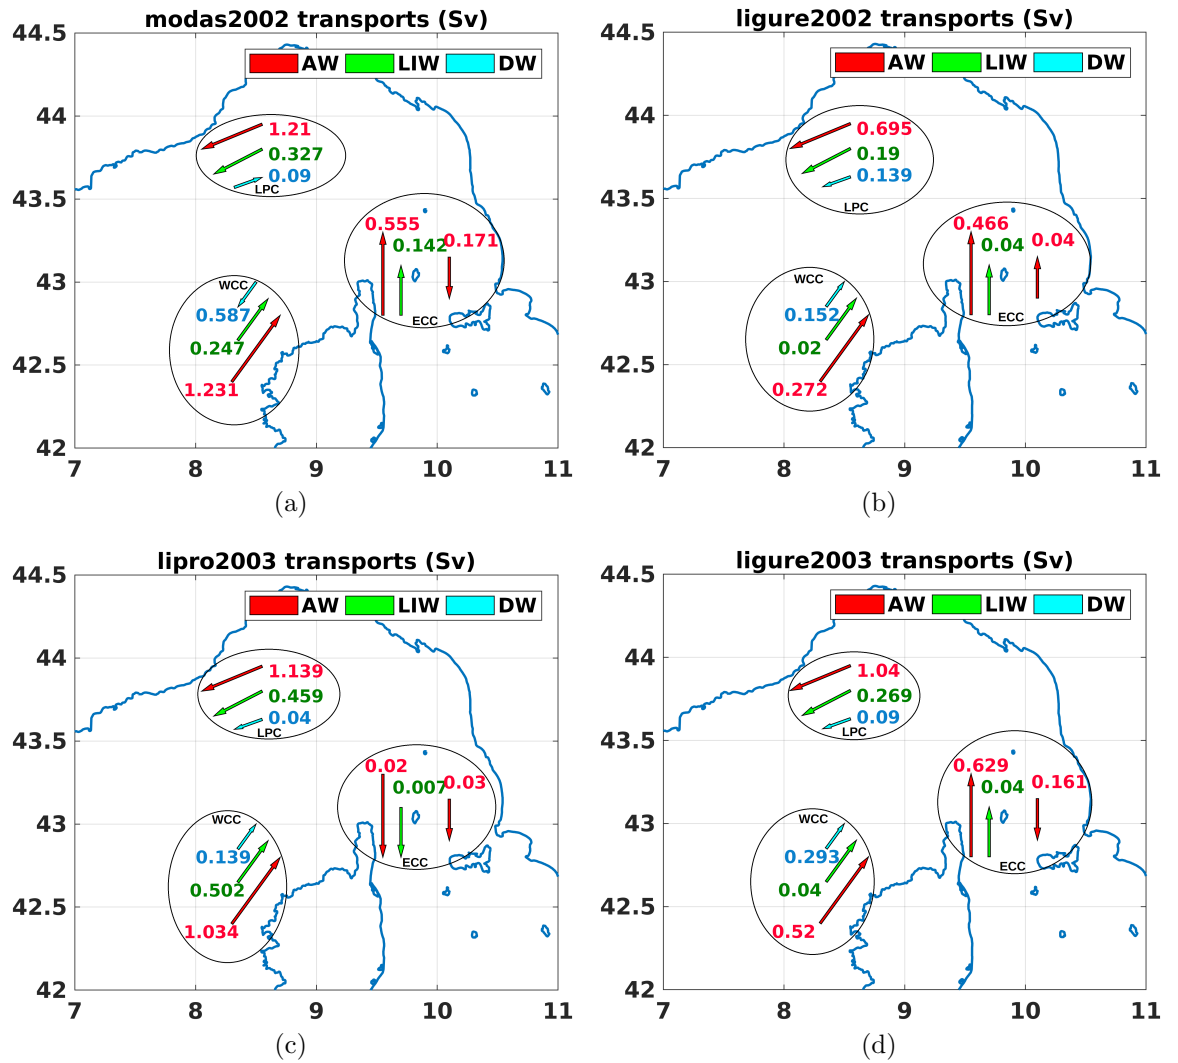 modas2002 transports (Sv)
AW LIW DW
44.5
44
43.5
43
42.5
42
1.21
0.327
0.09
LPC
0.555
0.142
0.171
ECC
WCC
0.587
0.247
1.231
7 8 9 10 11
(a)
ligure2002 transports (Sv)
AW LIW DW
44.5
44
43.5
43
42.5
42
0.695
0.19
0.139
LPC
0.466
0.04
0.04
ECC
WCC
0.152
0.02
0.272
7 8 9 10 11
(b)
lipro2003 transports (Sv)
AW LIW DW
44.5
44
43.5
43
42.5
42
1.139
0.459
0.04
LPC
0.02
0.007
0.03
ECC
WCC
0.139
0.502
1.034
7 8 9 10 11
(c)
ligure2003 transports (Sv)
AW LIW DW
44.5
44
43.5
43
42.5
42
1.04
0.269
0.09
LPC
0.629
0.04
0.161
ECC
WCC
0.293
0.04
0.52
7 8 9 10 11
(d)